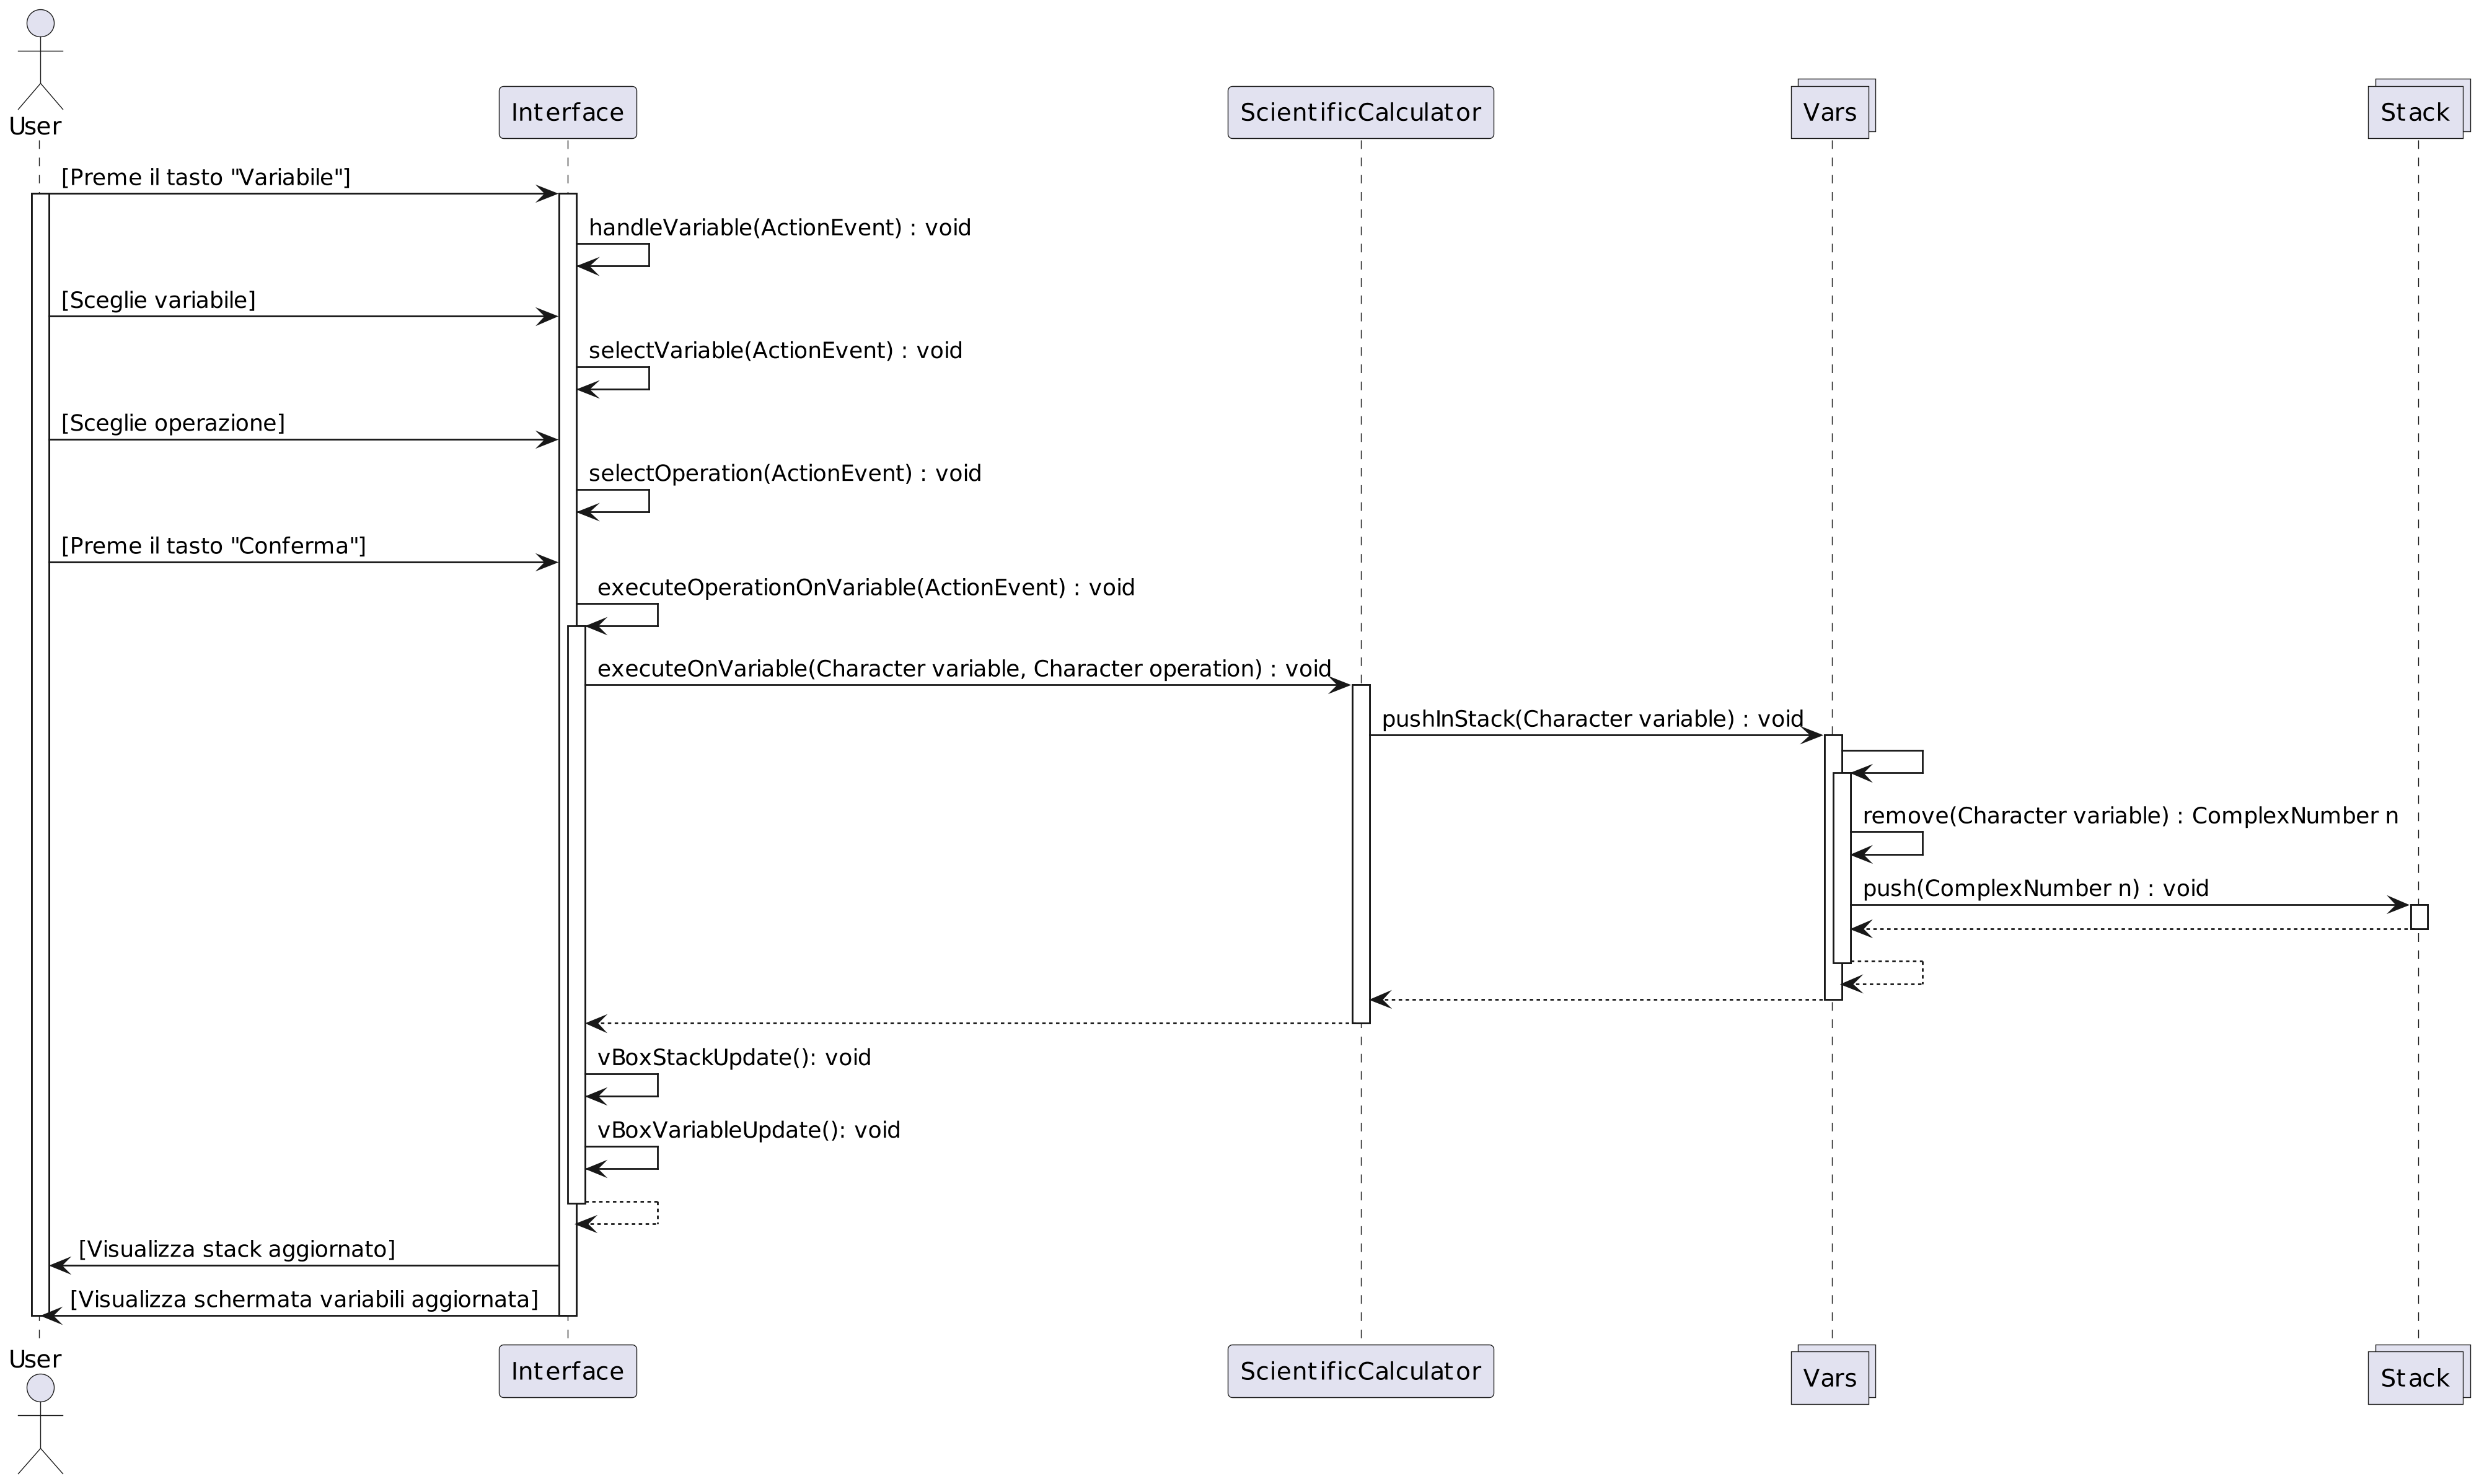 User
Interface
ScientificCalculator
Vars
Stack
[Preme il tasto "Variabile"]
handleVariable(ActionEvent) : void
[Sceglie variabile]
selectVariable(ActionEvent) : void
[Sceglie operazione]
selectOperation(ActionEvent) : void
[Preme il tasto "Conferma"]
executeOperationOnVariable(ActionEvent) : void
executeOnVariable(Character variable, Character operation) : void
pushInStack(Character variable) : void
remove(Character variable) : ComplexNumber n
push(ComplexNumber n) : void
vBoxStackUpdate(): void
vBoxVariableUpdate(): void
[Visualizza stack aggiornato]
[Visualizza schermata variabili aggiornata]
User
Interface
ScientificCalculator
Vars
Stack